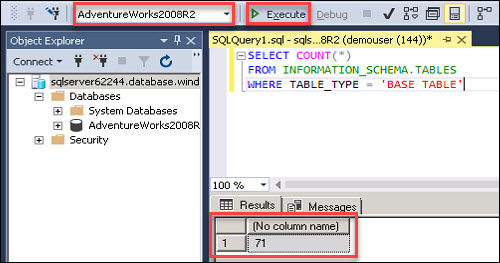 AdventureWorks2008R2
Execute
Debug
Object Explorer
Connect
sqlserver62244.database.wind
Databases
System Databases
AdventureWorks2008R
Security
SQLQuery1.sql - sqls...8R2 (demouser (144))*
SELECT COUNT(*)
FROM INFORMATION_SCHEMA.TABLES
WHERE TABLE_TYPE = 'BASE TABLE'
100 %
Results
Messages
(No column name)
1 71